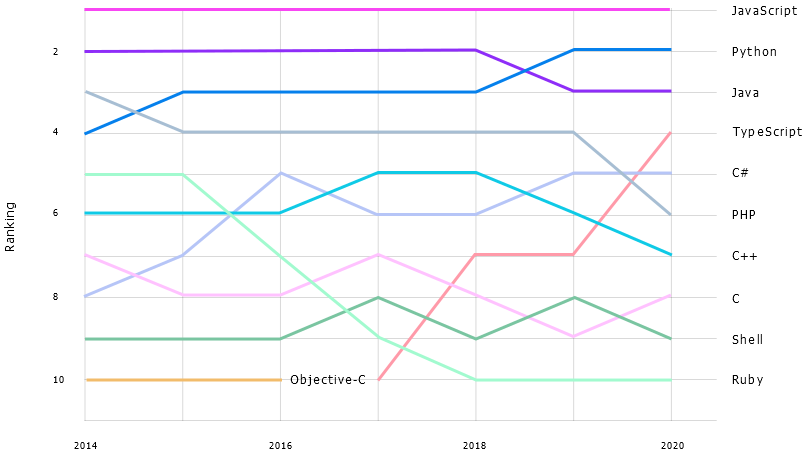 JavaScript
2
Python
Java
4
TypeScript
C#
Ranking
6
PHP
C++
8
C
Shell
10
Objective-C
Ruby
2014
2016
2018
2020